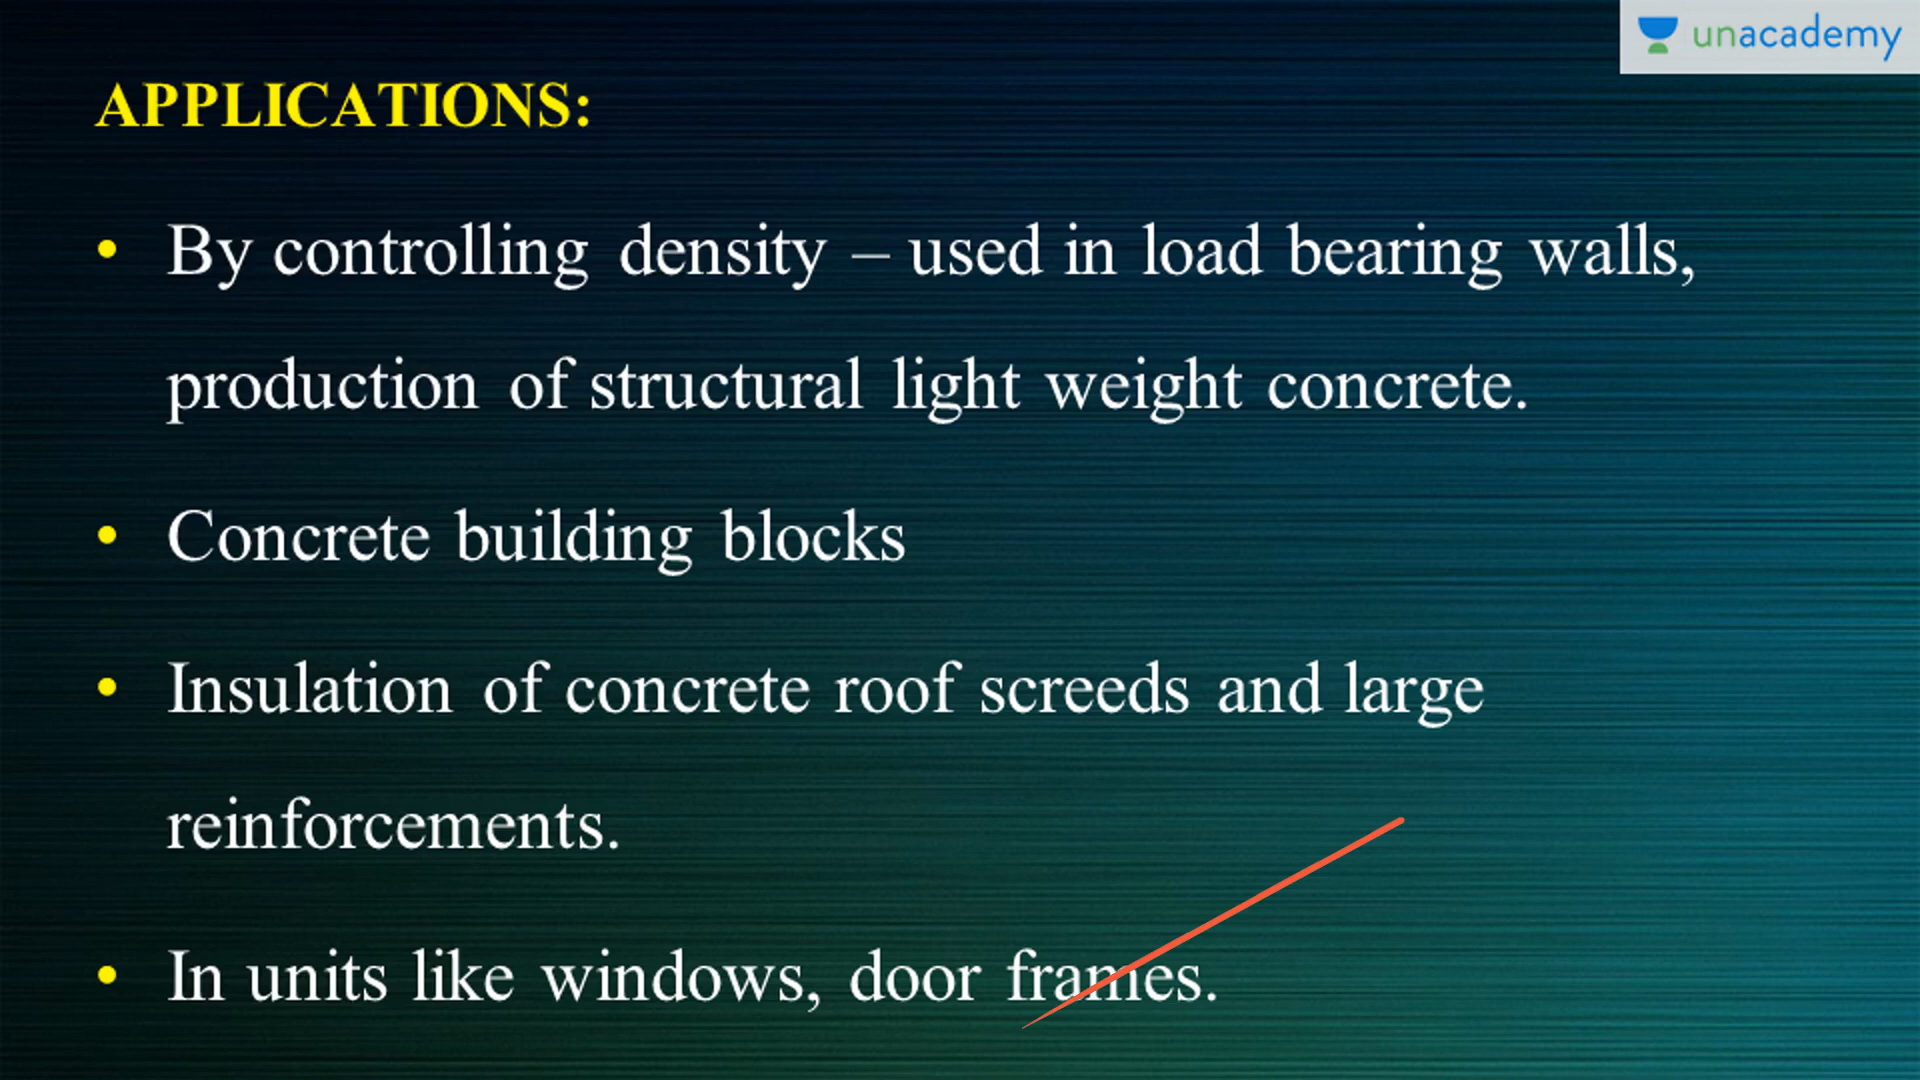 unacademy
APPLICATIONS:
• By controlling density – used in load bearing walls,
production of structural light weight concrete.
• Concrete building blocks
• Insulation of concrete roof screeds and large
reinforcements.
• In units like windows, door frames.